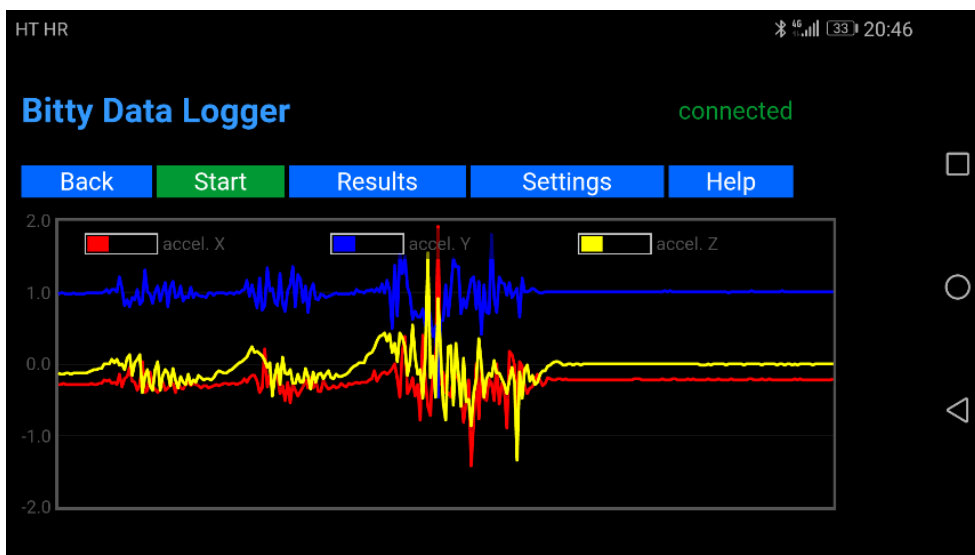 HT HR 4G 33 20:46
Bitty Data Logger connected
Back Start Results Settings Help
2.0
accel. X accel. Y accel. Z
1.0
0.0
-1.0
-2.0